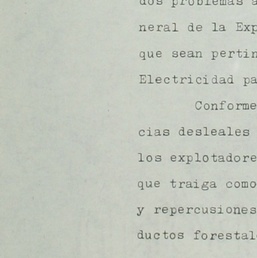 dos problemas a
neral de la Exp
que sean pertin
Electricidad pa
Conforme
cias desleales
los explotadore
que traiga como
y repercusiones
ductos forestal